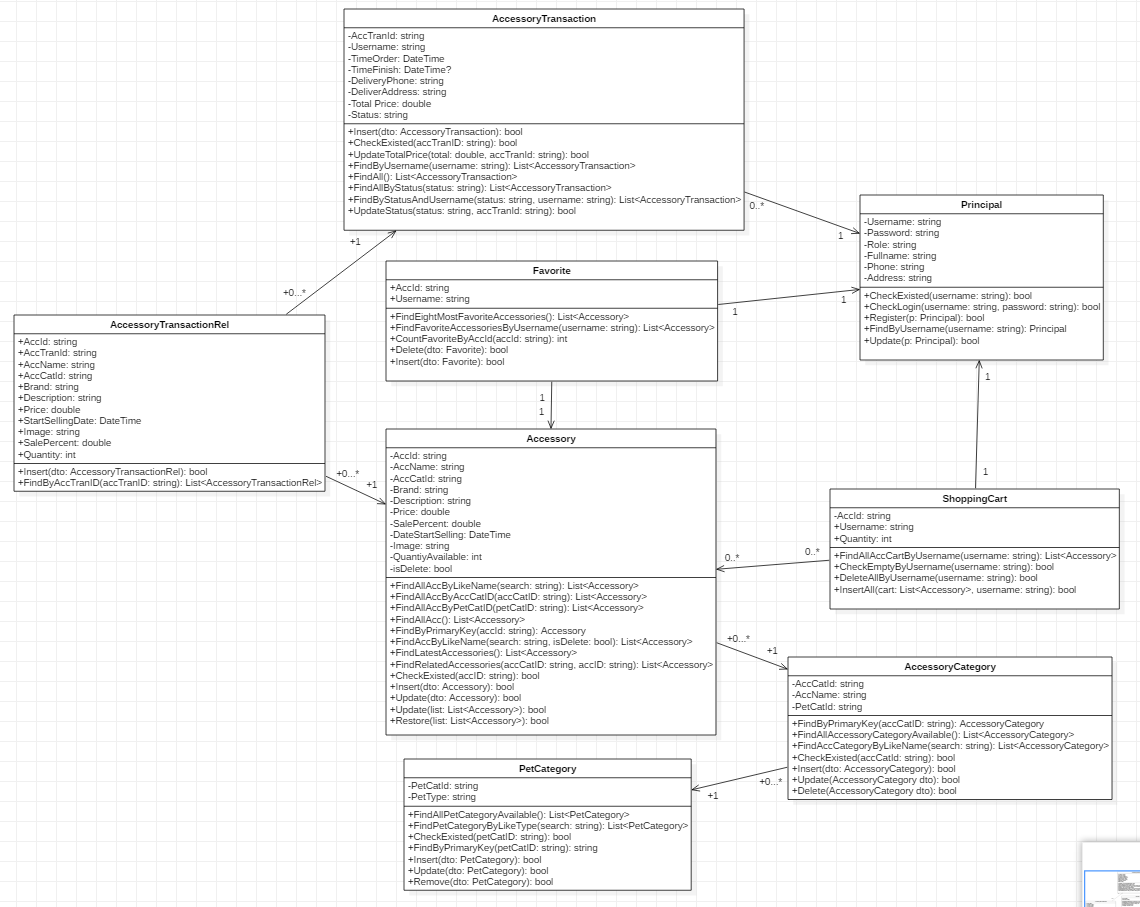 AccessoryTransaction
-AccTranId: string
-Username: string
-TimeOrder: DateTime
-TimeFinish: DateTime?
-DeliveryPhone: string
-DeliverAddress: string
-Total Price: double
-Status: string
+Insert(dto: AccessoryTransaction): bool
+CheckExisted(accTranID: string): bool
+UpdateTotalPrice(total: double, accTranId: string): bool
+FindByUsername(username: string): List<AccessoryTransaction>
+FindAll(): List<AccessoryTransaction>
+FindAllByStatus(status: string): List<AccessoryTransaction>
+FindByStatusAndUsername(status: string, username: string): List<AccessoryTransaction>
+UpdateStatus(status: string, accTranId: string): bool
0..*
1
Principal
-Username: string
-Password: string
-Role: string
-Fullname: string
-Phone: string
-Address: string
+CheckExisted(username: string): bool
+CheckLogin(username: string, password: string): bool
+Register(p: Principal): bool
+FindByUsername(username: string): Principal
+Update(p: Principal): bool
+1
+0...*
Favorite
+AccId: string
+Username: string
+FindEightMostFavoriteAccessories(): List<Accessory>
+FindFavoriteAccessoriesByUsername(username: string): List<Accessory>
+CountFavoriteByAccId(accId: string): int
+Delete(dto: Favorite): bool
+Insert(dto: Favorite): bool
1
1
AccessoryTransactionRel
+AccId: string
+AccTranId: string
+AccName: string
+AccCatId: string
+Brand: string
+Description: string
+Price: double
+StartSellingDate: DateTime
+Image: string
+SalePercent: double
+Quantity: int
+Insert(dto: AccessoryTransactionRel): bool
+FindByAccTranID(accTranID: string): List<AccessoryTransactionRel>
+0...*
+1
1
1
Accessory
-AccId: string
-AccName: string
-AccCatId: string
-Brand: string
-Description: string
-Price: double
-SalePercent: double
-DateStartSelling: DateTime
-Image: string
-QuantiyAvailable: int
-isDelete: bool
+FindAllAccByLikeName(search: string): List<Accessory>
+FindAllAccByAccCatID(accCatID: string): List<Accessory>
+FindAllAccByPetCatID(petCatID: string): List<Accessory>
+FindAllAcc(): List<Accessory>
+FindByPrimaryKey(accId: string): Accessory
+FindAccByLikeName(search: string, isDelete: bool): List<Accessory>
+FindLatestAccessories(): List<Accessory>
+FindRelatedAccessories(accCatID: string, accID: string): List<Accessory>
+CheckExisted(accID: string): bool
+Insert(dto: Accessory): bool
+Update(dto: Accessory): bool
+Update(list: List<Accessory>): bool
+Restore(list: List<Accessory>): bool
1
1
ShoppingCart
-AccId: string
+Username: string
+Quantity: int
+FindAllAccCartByUsername(username: string): List<Accessory>
+CheckEmptyByUsername(username: string): bool
+DeleteAllByUsername(username: string): bool
+InsertAll(cart: List<Accessory>, username: string): bool
0..*
0..*
+0...*
+1
AccessoryCategory
-AccCatId: string
-AccName: string
-PetCatId: string
+FindByPrimaryKey(accCatID: string): AccessoryCategory
+FindAllAccessoryCategoryAvailable(): List<AccessoryCategory>
+FindAccCategoryByLikeName(search: string): List<AccessoryCategory>
+CheckExisted(accCatId: string): bool
+Insert(dto: AccessoryCategory): bool
+Update(AccessoryCategory dto): bool
+Delete(AccessoryCategory dto): bool
+0...*
+1
PetCategory
-PetCatId: string
-PetType: string
+FindAllPetCategoryAvailable(): List<PetCategory>
+FindPetCategoryByLikeType(search: string): List<PetCategory>
+CheckExisted(petCatID: string): bool
+FindByPrimaryKey(petCatID: string): string
+Insert(dto: PetCategory): bool
+Update(dto: PetCategory): bool
+Remove(dto: PetCategory): bool